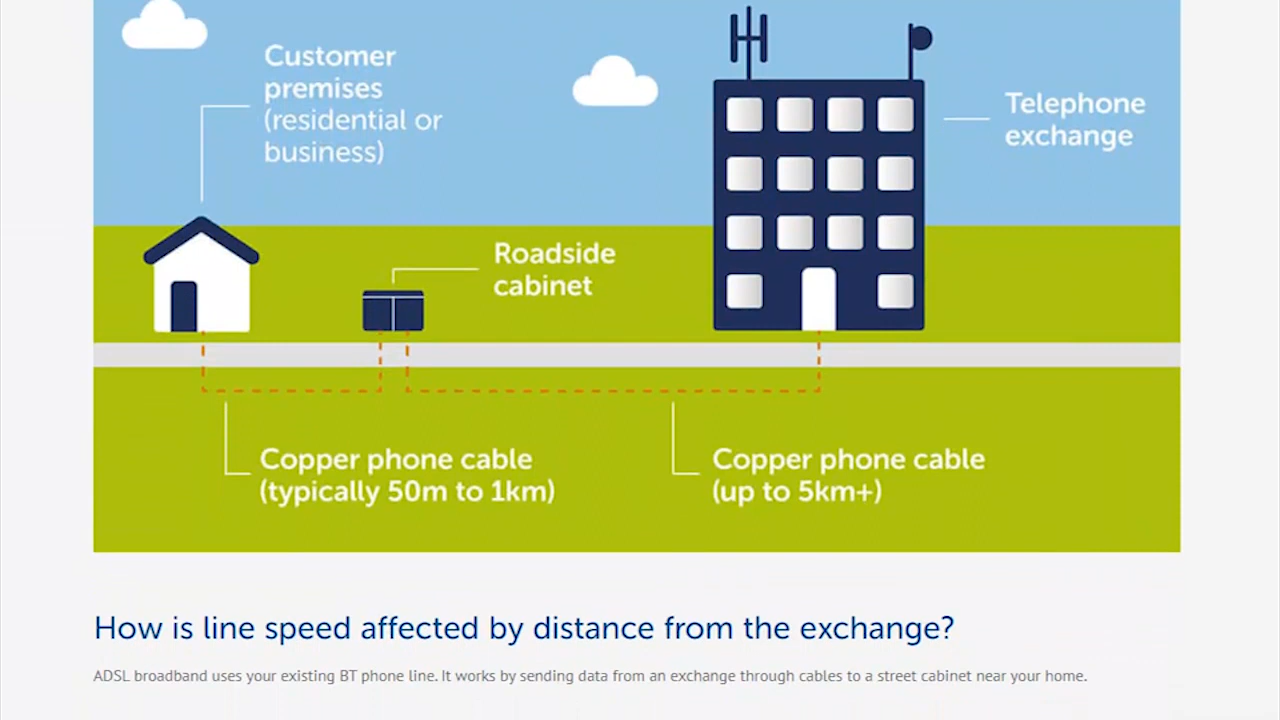 Customer
premises
(residential or
business)
Telephone
exchange
Roadside
cabinet
Copper phone cable
(typically 50m to 1km)
Copper phone cable
(up to 5km+)
How is line speed affected by distance from the exchange?
ADSL broadband uses your existing BT phone line. It works by sending data from an exchange through cables to a street cabinet near your home.